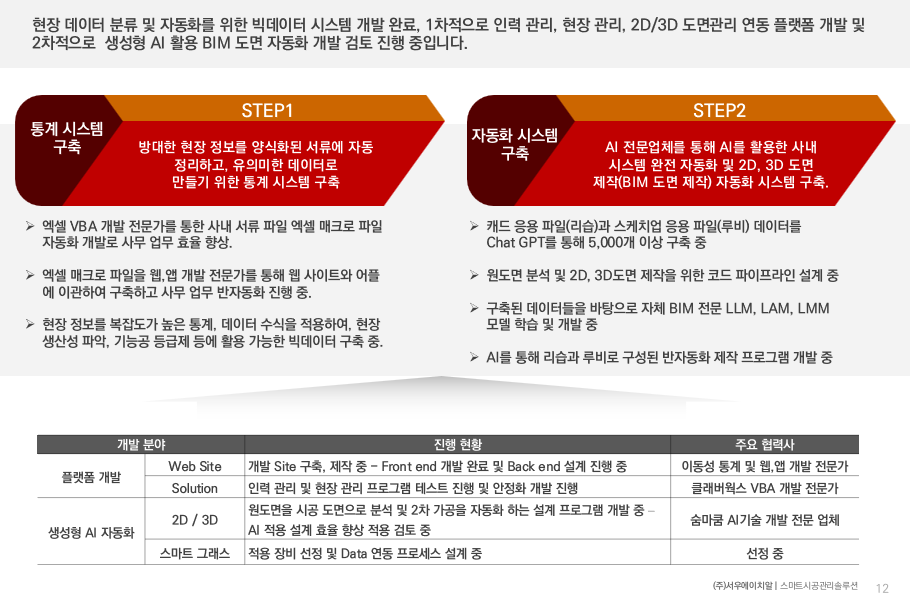 현장 데이터 분류 및 자동화를 위한 빅데이터 시스템 개발 완료, 1차적으로 인력 관리, 현장 관리, 2D/3D 도면관리 연동 플랫폼 개발 및
2차적으로 생성형 AI 활용 BIM 도면 자동화 개발 검토 진행 중입니다.
STEP1
통계 시스템
구축
방대한 현장 정보를 양식화된 서류에 자동
정리하고, 유의미한 데이터로
만들기 위한 통계 시스템 구축
➢ 엑셀 VBA 개발 전문가를 통한 사내 서류 파일 엑셀 매크로 파일
자동화 개발로 사무 업무 효율 향상.
➢ 엑셀 매크로 파일을 웹,앱 개발 전문가를 통해 웹 사이트와 어플
에 이관하여 구축하고 사무 업무 반자동화 진행 중.
➢ 현장 정보를 복잡도가 높은 통계, 데이터 수식을 적용하여, 현장
생산성 파악, 기능공 등급제 등에 활용 가능한 빅데이터 구축 중.
STEP2
자동화 시스템
구축
AI 전문업체를 통해 AI를 활용한 사내
시스템 완전 자동화 및 2D, 3D 도면
제작(BIM 도면 제작) 자동화 시스템 구축.
➢ 캐드 응용 파일(리습)과 스케치업 응용 파일(루비) 데이터를
Chat GPT를 통해 5,000개 이상 구축 중
➢ 원도면 분석 및 2D, 3D도면 제작을 위한 코드 파이프라인 설계 중
➢ 구축된 데이터들을 바탕으로 자체 BIM 전문 LLM, LAM, LMM
모델 학습 및 개발 중
➢ AI를 통해 리습과 루비로 구성된 반자동화 제작 프로그램 개발 중
개발 분야 진행 현황 주요 협력사
플랫폼 개발
Web Site 개발 Site 구축, 제작 중 - Front end 개발 완료 및 Back end 설계 진행 중 이동성 통계 및 웹,앱 개발 전문가
Solution 인력 관리 및 현장 관리 프로그램 테스트 진행 및 안정화 개발 진행 클래버웍스 VBA 개발 전문가
생성형 AI 자동화
2D / 3D 원도면을 시공 도면으로 분석 및 2차 가공을 자동화 하는 설계 프로그램 개발 중 –
AI 적용 설계 효율 향상 적용 검토 중 숨마쿰 AI기술 개발 전문 업체
스마트 그래스 적용 장비 선정 및 Data 연동 프로세스 설계 중 선정 중
(주)서우에이치알 | 스마트시공관리솔루션 12